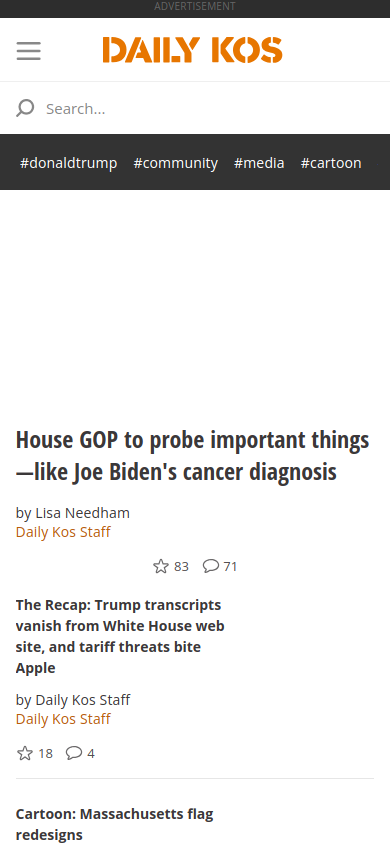 ADVERTISEMENT
DAILY KOS
Search...
#donaldtrump #community #media #cartoon
House GOP to probe important things
—like Joe Biden's cancer diagnosis
by Lisa Needham
Daily Kos Staff
83 71
The Recap: Trump transcripts
vanish from White House web
site, and tariff threats bite
Apple
by Daily Kos Staff
Daily Kos Staff
18 4
Cartoon: Massachusetts flag
redesigns